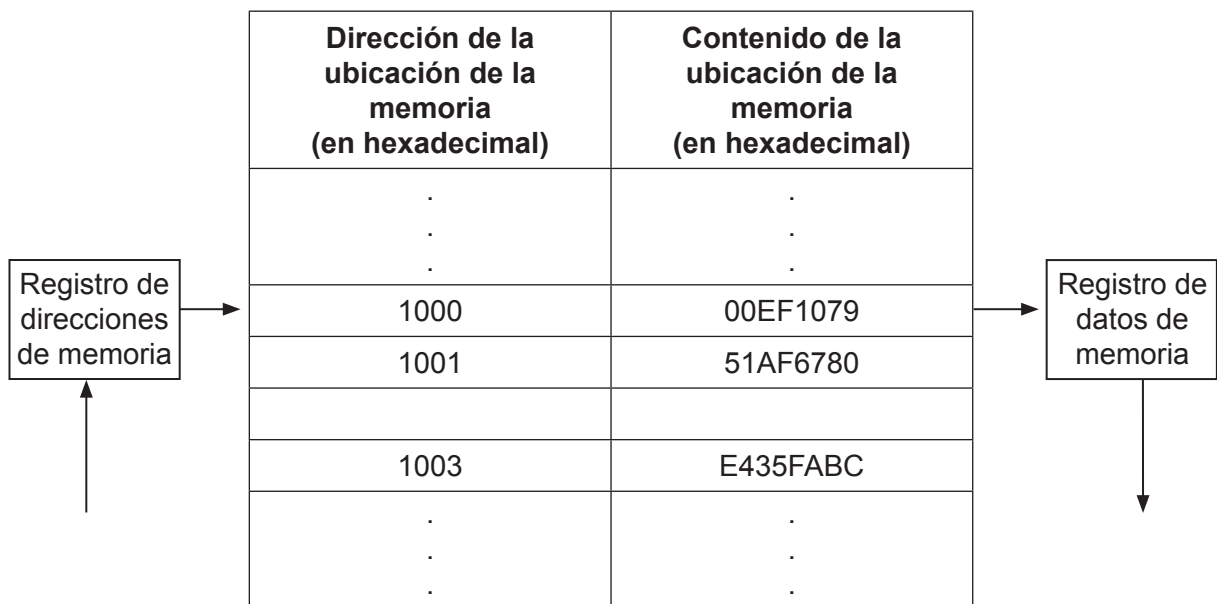 Dirección de la
ubicación de la
memoria
(en hexadecimal)
Contenido de la
ubicación de la
memoria
(en hexadecimal)
.
.
.
.
.
.
Registro de
direcciones
de memoria
1000
00EF1079
1001
51AF6780
1003
E435FABC
Registro de
datos de
memoria
.
.
.
.
.
.